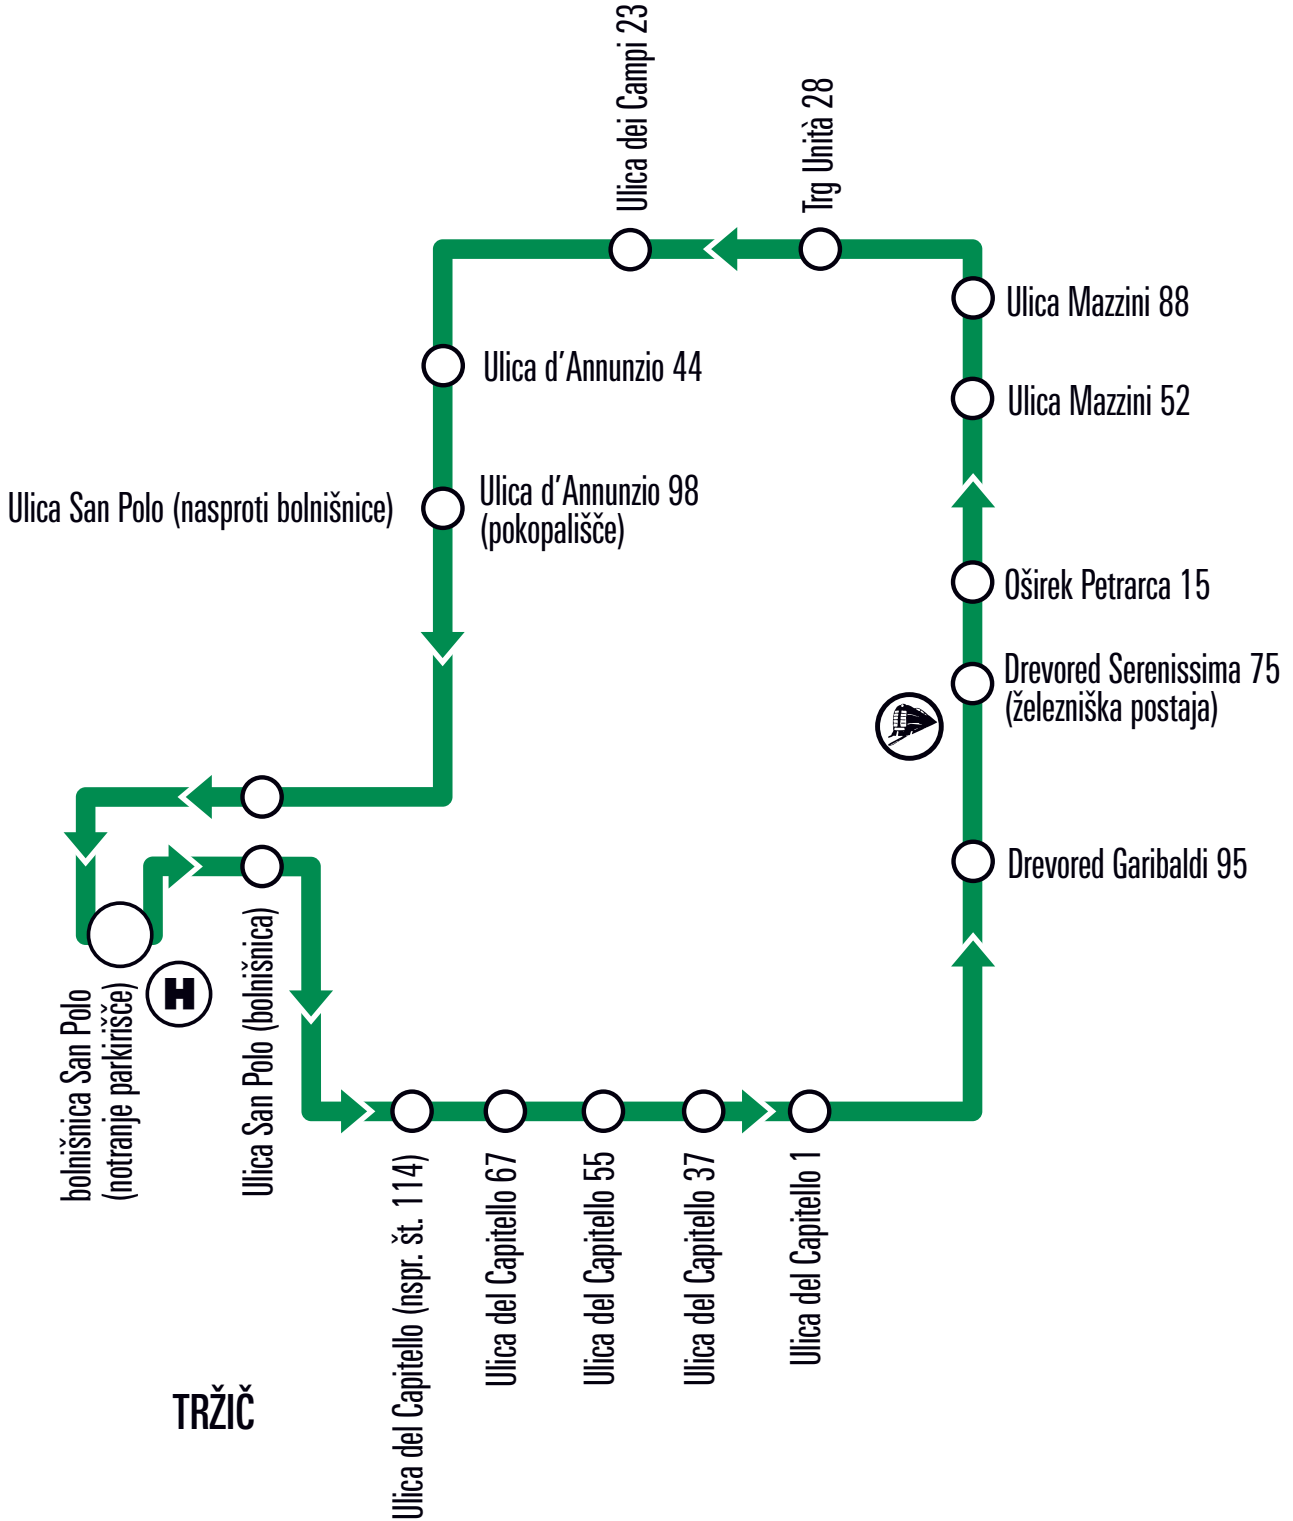 Ulica dei Campi 23
Trg Unità 28
Ulica Mazzini 88
Ulica d'Annunzio 44
Ulica Mazzini 52
Ulica San Polo (nasproti bolnišnice)
Ulica d'Annunzio 98
(pokopališče)
Oširek Petrarca 15
Drevored Serenissima 75
(železniška postaja)
Drevored Garibaldi 95
bolnišnica San Polo
(notranje parkirišče)
H
Ulica San Polo (bolnišnica)
Ulica del Capitello (nspr. št. 114)
Ulica del Capitello 67
Ulica del Capitello 55
Ulica del Capitello 37
Ulica del Capitello 1
TRŽIČ